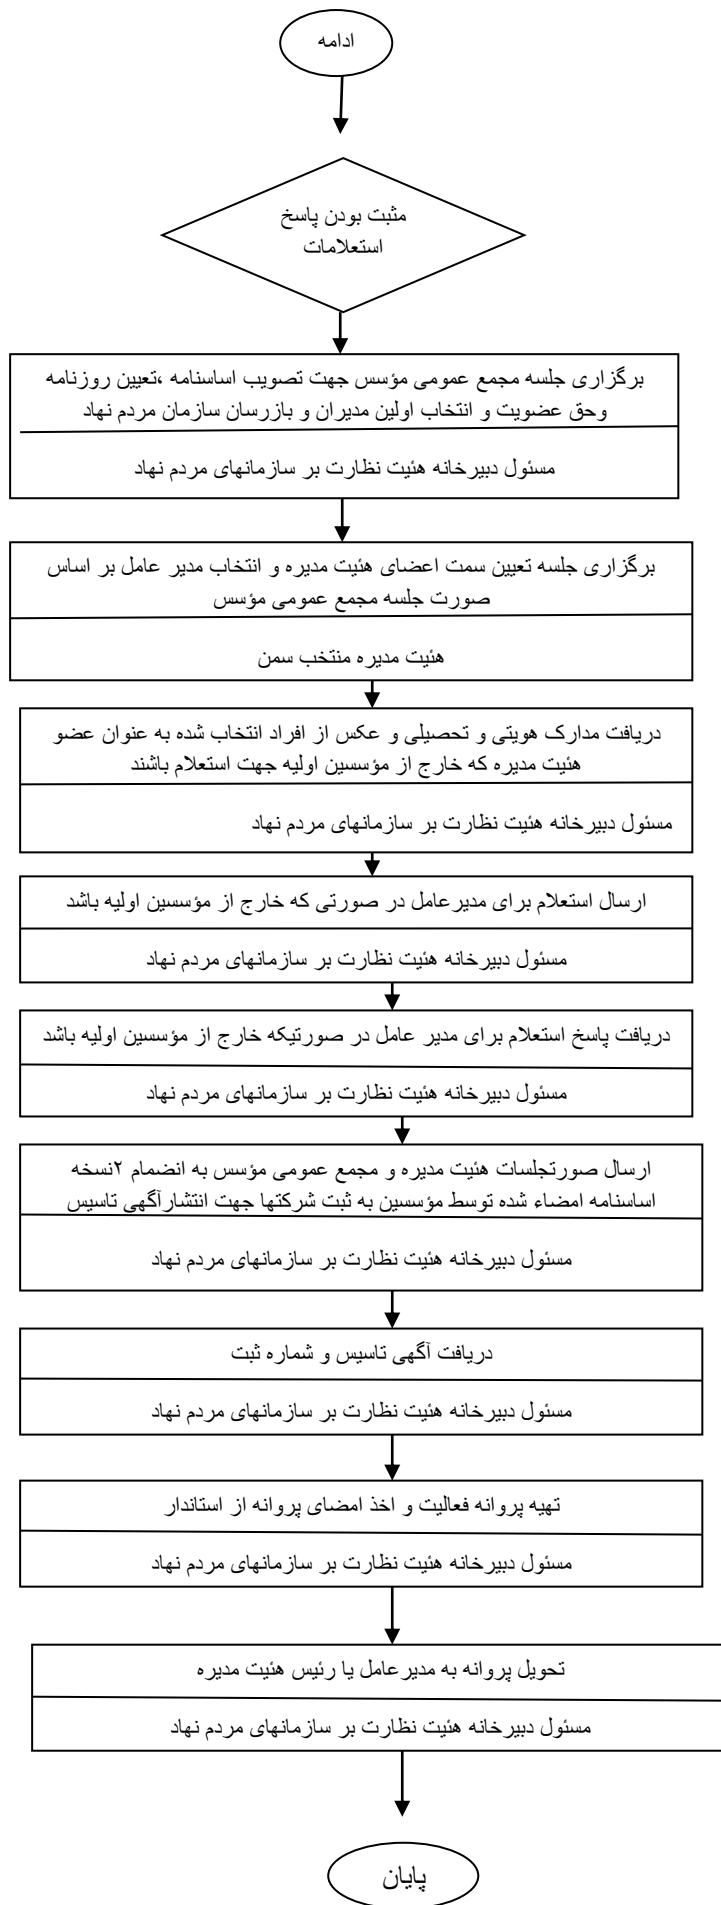 ادامه
مثبت بودن پاسخ
استعلامات
برگزاری جلسه مجمع عمومی مؤسس جهت تصویب اساسنامه ،تعیین روزنامه
وحق عضویت و انتخاب اولین مدیران و بازرسان سازمان مردم نهاد
مسئول دبیرخانه هئیت نظارت بر سازمانهای مردم نهاد
برگزاری جلسه تعیین سمت اعضای هئیت مدیره و انتخاب مدیر عامل بر اساس
صورت جلسه مجمع عمومی مؤسس
هئیت مدیره منتخب سمن
دریافت مدارک هویتی و تحصیلی و عکس از افراد انتخاب شده به عنوان عضو
هئیت مدیره که خارج از مؤسسین اولیه جهت استعلام باشند
مسئول دبیرخانه هئیت نظارت بر سازمانهای مردم نهاد
ارسال استعلام برای مدیرعامل در صورتی که خارج از مؤسسین اولیه باشد
مسئول دبیرخانه هئیت نظارت بر سازمانهای مردم نهاد
دریافت پاسخ استعلام برای مدیر عامل در صورتیکه خارج از مؤسسین اولیه باشد
مسئول دبیرخانه هئیت نظارت بر سازمانهای مردم نهاد
ارسال صورتجلسات هئیت مدیره و مجمع عمومی مؤسس به انضمام ۲نسخه
اساسنامه امضاء شده توسط مؤسسین به ثبت شرکتها جهت انتشارآگهی تاسیس
مسئول دبیرخانه هئیت نظارت بر سازمانهای مردم نهاد
دریافت آگهی تاسیس و شماره ثبت
مسئول دبیرخانه هئیت نظارت بر سازمانهای مردم نهاد
تهیه پروانه فعالیت و اخذ امضای پروانه از استاندار
مسئول دبیرخانه هئیت نظارت بر سازمانهای مردم نهاد
تحویل پروانه به مدیرعامل یا رئیس هئیت مدیره
مسئول دبیرخانه هئیت نظارت بر سازمانهای مردم نهاد
پایان